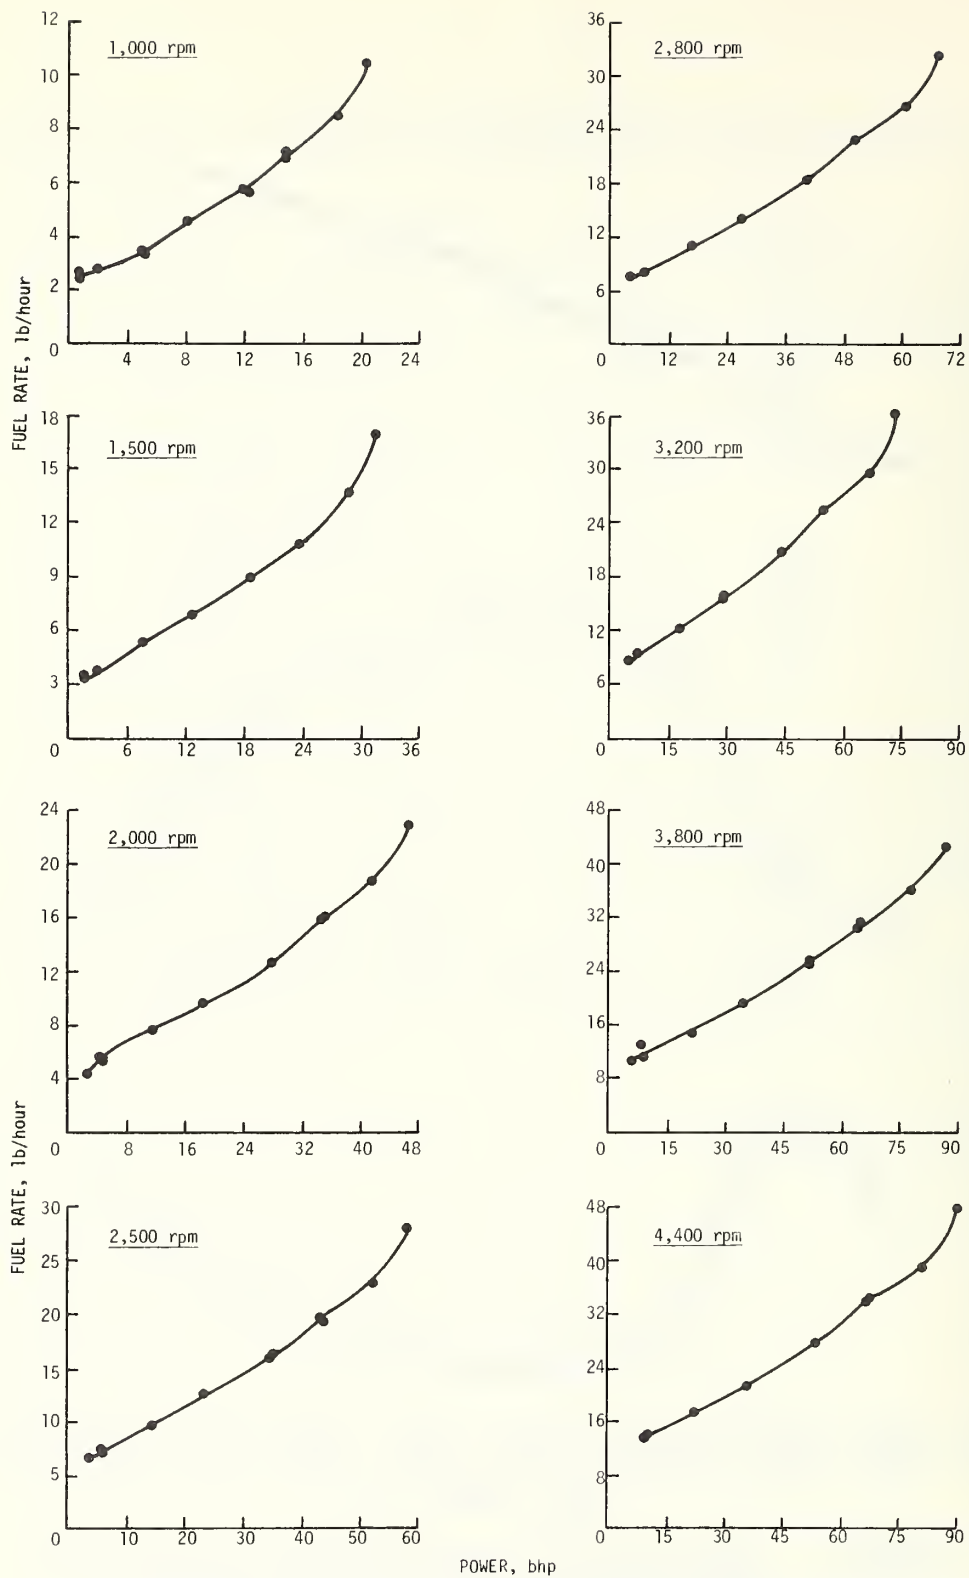 FUEL RATE, lb/hour
1,000 rpm
12
10
8
6
4
2
0
4 8 12 16 20 24
2,800 rpm
36
30
24
18
12
6
0 12 24 36 48 60 72
1,500 rpm
18
15
12
9
6
3
0 6 12 18 24 30 36
3,200 rpm
36
30
24
18
12
6
0 15 30 45 60 75 90
FUEL RATE, lb/hour
2,000 rpm
24
20
16
12
8
4
0 8 16 24 32 40 48
3,800 rpm
48
40
32
24
16
8
0 15 30 45 60 75 90
2,500 rpm
30
25
20
15
10
5
0 10 20 30 40 50 60
4,400 rpm
48
40
32
24
16
8
0 15 30 45 60 75 90
POWER, bhp